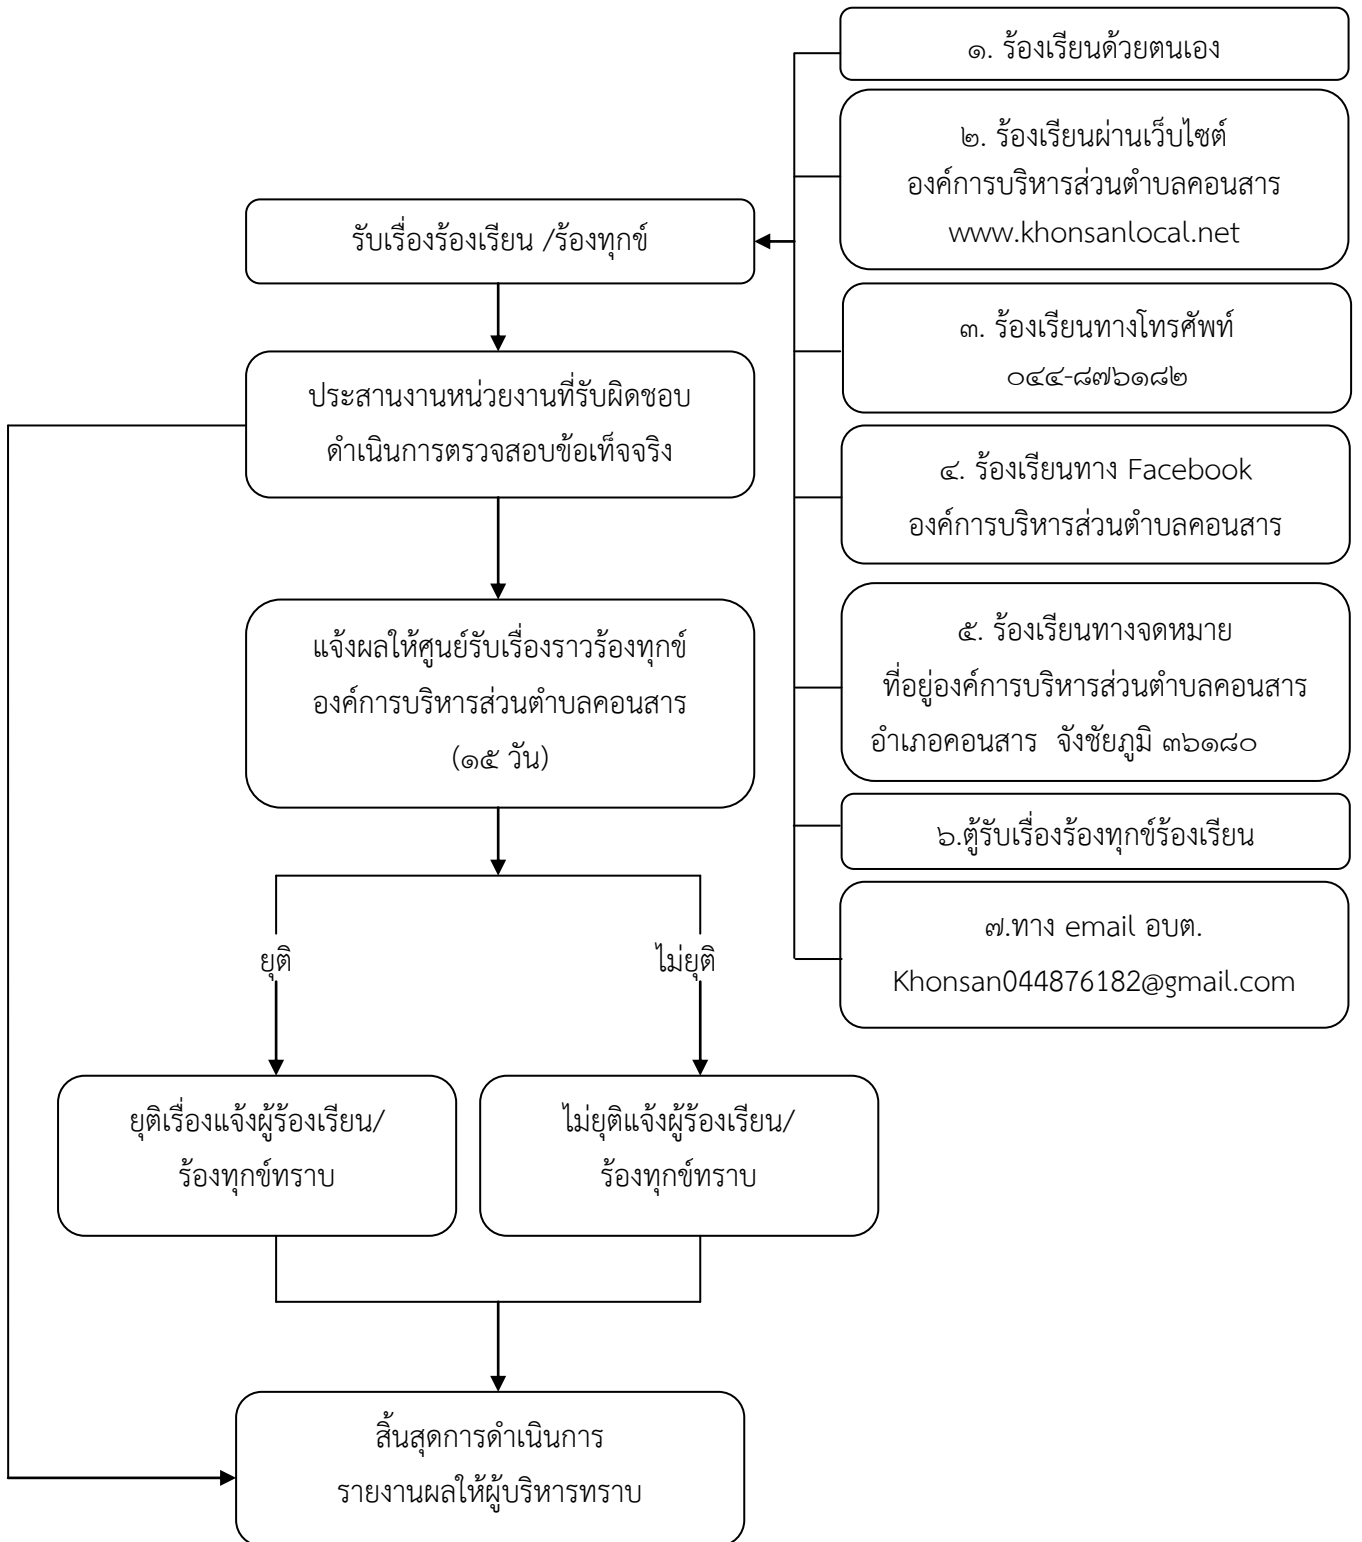 ๑. ร้องเรียนด้วยตนเอง
๒. ร้องเรียนผ่านเว็บไซต์
องค์การบริหารส่วนตำบลคอนสาร
www.khonsanlocal.net
รับเรื่องร้องเรียน /ร้องทุกข์
๓. ร้องเรียนทางโทรศัพท์
๐๔๔-๘๗๖๑๘๒
ประสานงานหน่วยงานที่รับผิดชอบ
ดำเนินการตรวจสอบข้อเท็จจริง
๔. ร้องเรียนทาง Facebook
องค์การบริหารส่วนตำบลคอนสาร
๕. ร้องเรียนทางจดหมาย
ที่อยู่องค์การบริหารส่วนตำบลคอนสาร
อำเภอคอนสาร จังชัยภูมิ ๓๖๑๘๐
แจ้งผลให้ศูนย์รับเรื่องราวร้องทุกข์
องค์การบริหารส่วนตำบลคอนสาร
(๑๕ วัน)
๖.ตู้รับเรื่องร้องทุกข์ร้องเรียน
๗.ทาง email อบต.
Khonsan044876182@gmail.com
ยุติ
ไม่ยุติ
ยุติเรื่องแจ้งผู้ร้องเรียน/
ร้องทุกข์ทราบ
ไม่ยุติแจ้งผู้ร้องเรียน/
ร้องทุกข์ทราบ
สิ้นสุดการดำเนินการ
รายงานผลให้ผู้บริหารทราบ